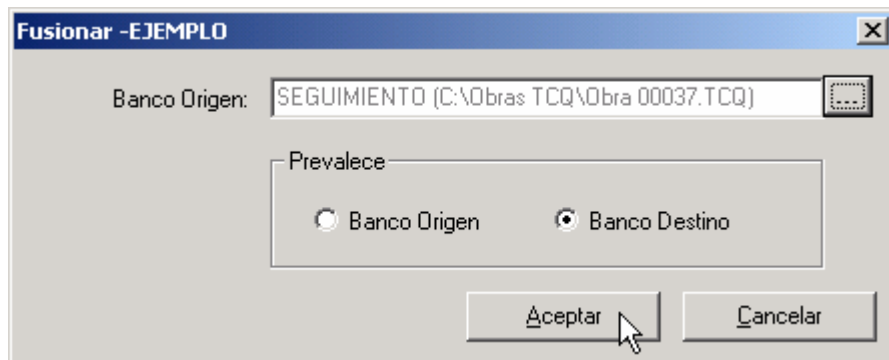 Fusionar -EJEMPLO
Banco Origen: SEGUIMIENTO (C:\Obras TCQ\Obra 00037.TCQ) ...
Prevalece
Banco Origen Banco Destino
Aceptar Cancelar